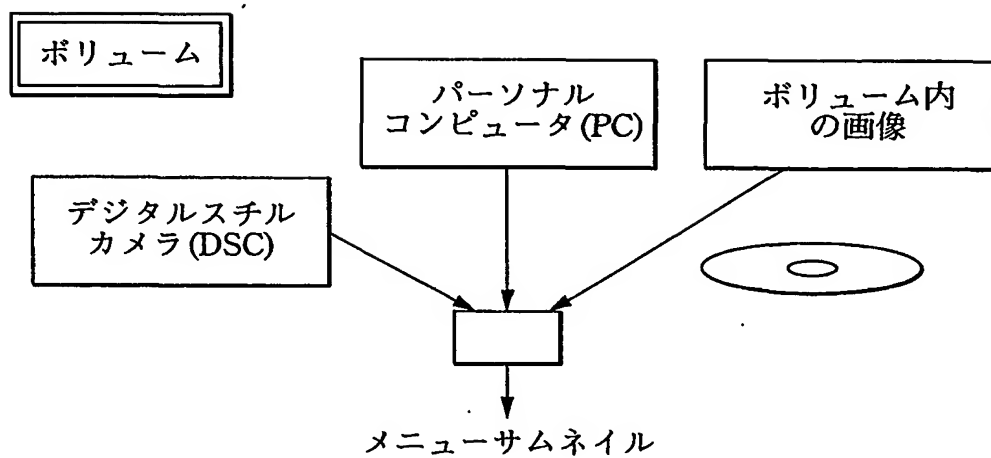 ボリューム
パーソナル
コンピュータ(PC)
ボリューム内
の画像
デジタルスチル
カメラ(DSC)
メニューサムネイル